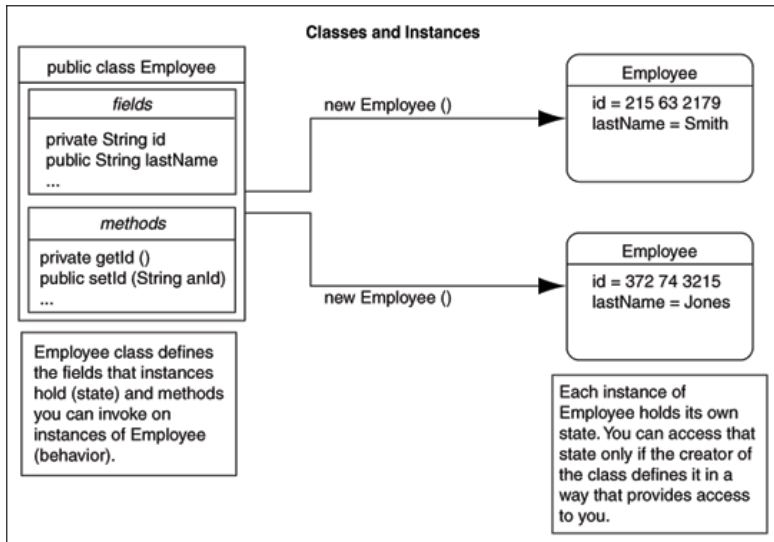 Classes and Instances
public class Employee
fields
private String id
public String lastName
...
methods
private getId ()
public setId (String anId)
...
Employee class defines
the fields that instances
hold (state) and methods
you can invoke on
instances of Employee
(behavior).
new Employee ()
new Employee ()
Employee
id = 215 63 2179
lastName = Smith
Employee
id = 372 74 3215
lastName = Jones
Each instance of
Employee holds its own
state. You can access that
state only if the creator of
the class defines it in a
way that provides access
to you.